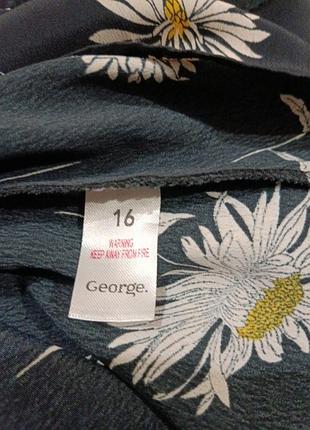 16
WARNING
KEEP AWAY FROM FIRE
George.